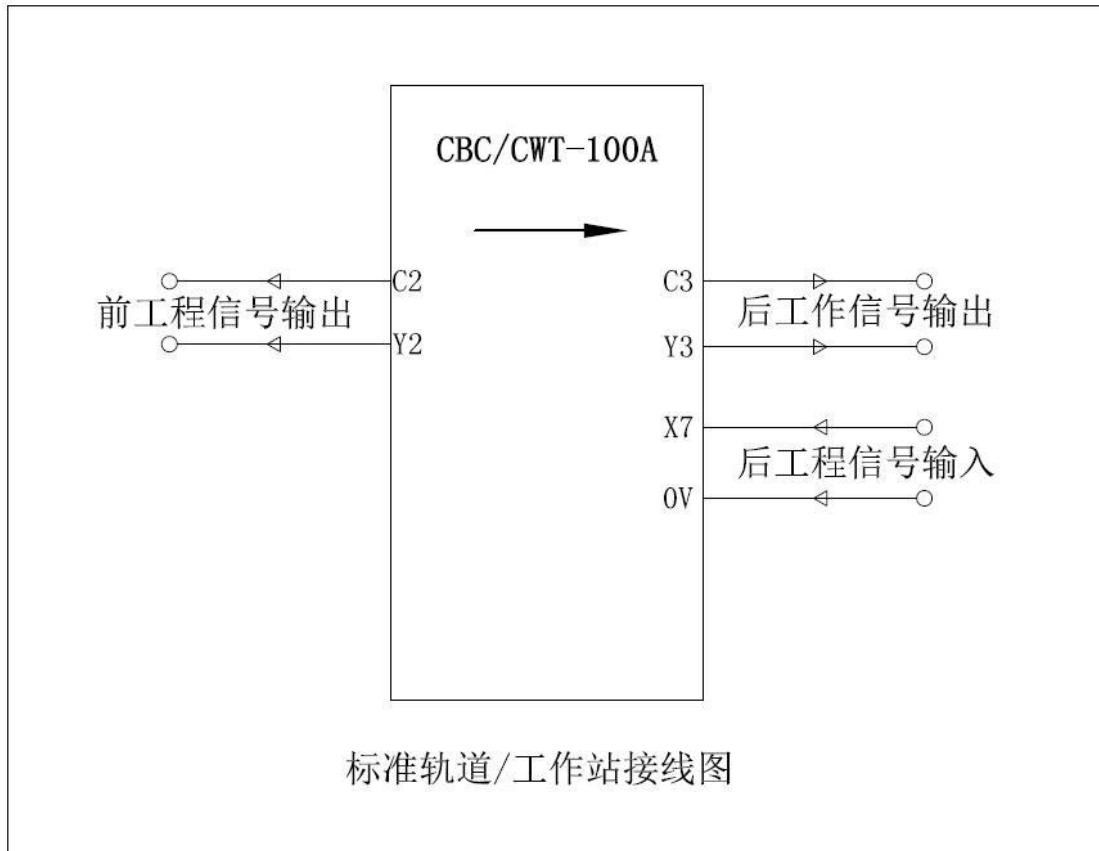 CBC/CWT-100A
C2
前工程信号输出
Y2
C3
后工作信号输出
Y3
X7
后工程信号输入
0V
标准轨道/工作站接线图